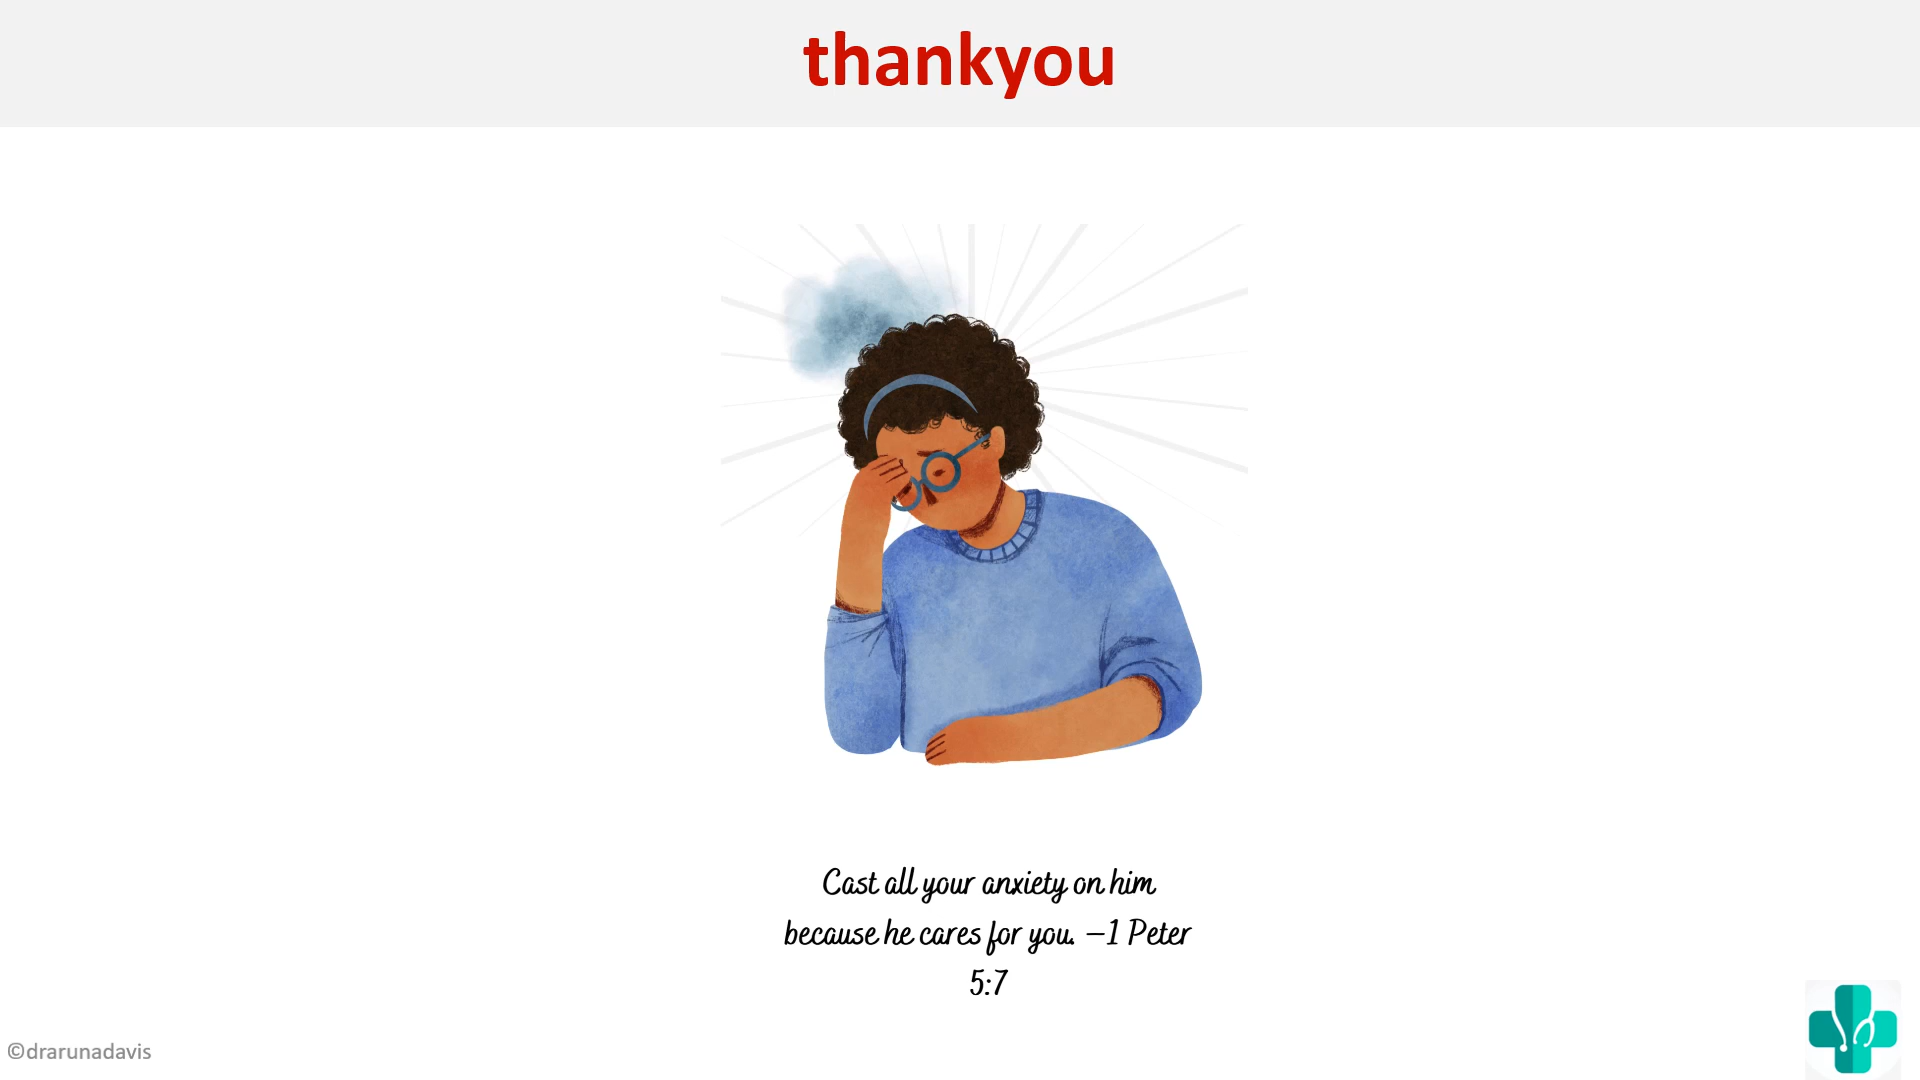 thankyou
Cast all your anxiety on him
because he cares for you. –1 Peter
5:7
©drarunadavis